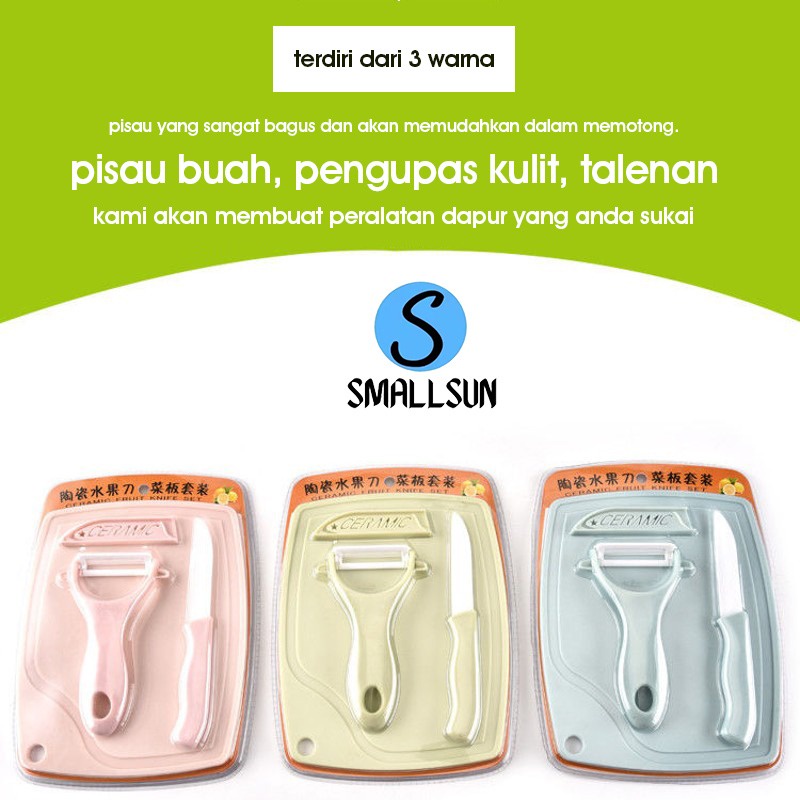 terdiri dari 3 warna
pisau yang sangat bagus dan akan memudahkan dalam memotong.
pisau buah, pengupas kulit, talenan
kami akan membuat peralatan dapur yang anda sukai
S
SMALLSUN
陶瓷水果刀●菜板套装
CERAMIC FRUIT KNIFE SET
CERAMIC
陶瓷水果刀●菜板套装
CERAMIC FRUIT KNIFE SET
CERAMIC
陶瓷水果刀●菜板套装
CERAMIC FRUIT KNIFE SET
CERAMIC